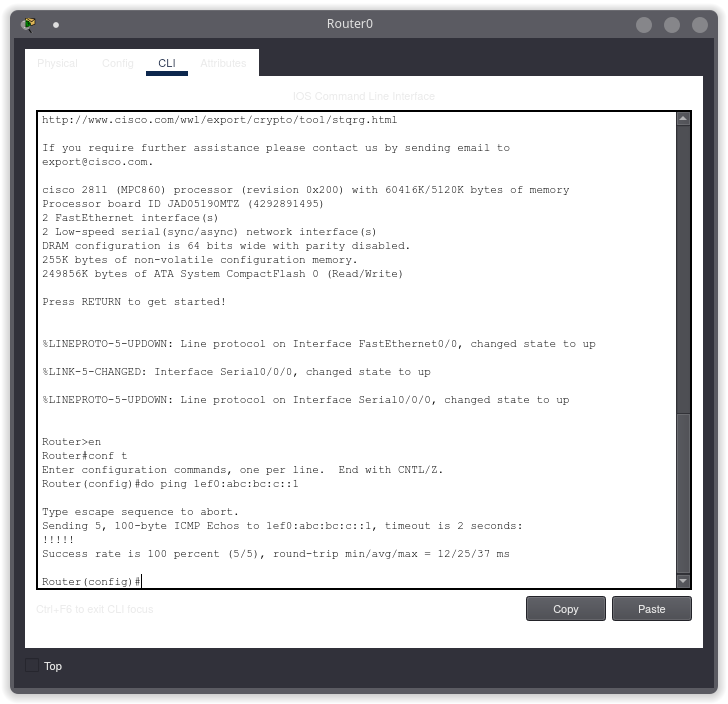 Router0
Physical Config CLI Attributes
IOS Command Line Interface
http://www.cisco.com/wwl/export/crypto/tool/stqrg.html
If you require further assistance please contact us by sending email to
export@cisco.com.
cisco 2811 (MPC860) processor (revision 0x200) with 60416K/5120K bytes of memory
Processor board ID JAD05190MTZ (4292891495)
2 FastEthernet interface(s)
2 Low-speed serial(sync/async) network interface(s)
DRAM configuration is 64 bits wide with parity disabled.
255K bytes of non-volatile configuration memory.
249856K bytes of ATA System CompactFlash 0 (Read/Write)
Press RETURN to get started!
%LINEPROTO-5-UPDOWN: Line protocol on Interface FastEthernet0/0, changed state to up
%LINK-5-CHANGED: Interface Serial0/0/0, changed state to up
%LINEPROTO-5-UPDOWN: Line protocol on Interface Serial0/0/0, changed state to up
Router>en
Router#conf t
Enter configuration commands, one per line.  End with CNTL/Z.
Router(config)#do ping 1ef0:abc:bc:c::1
Type escape sequence to abort.
Sending 5, 100-byte ICMP Echos to 1ef0:abc:bc:c::1, timeout is 2 seconds:
!!!!!
Success rate is 100 percent (5/5), round-trip min/avg/max = 12/25/37 ms
Router(config)#
Ctrl+F6 to exit CLI focus
Copy Paste
Top